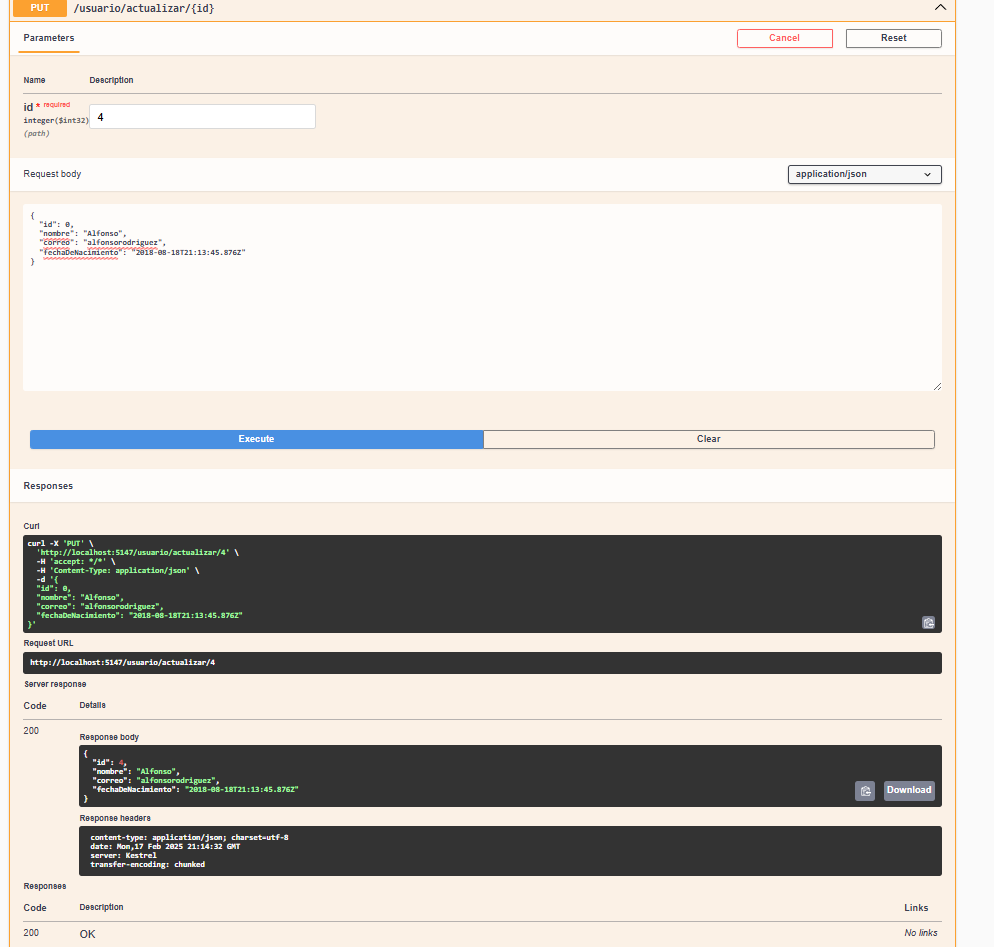 PUT /usuario/actualizar/{id}
Parameters Cancel Reset
Name Description
id * required
integer($int32)
(path)
4
Request body application/json
{
"id": 0,
"nombre": "Alfonso",
"correo": "alfonsorodriguez",
"fechaDeNacimiento": "2018-08-18T21:13:45.876Z"
}
Execute Clear
Responses
Curl
curl -X 'PUT' \
'http://localhost:5147/usuario/actualizar/4' \
-H 'accept: */*' \
-H 'Content-Type: application/json' \
-d '{
"id": 0,
"nombre": "Alfonso",
"correo": "alfonsorodriguez",
"fechaDeNacimiento": "2018-08-18T21:13:45.876Z"
}'
Request URL
http://localhost:5147/usuario/actualizar/4
Server response
Code Details
200
Response body
{
"id": 4,
"nombre": "Alfonso",
"correo": "alfonsorodriguez",
"fechaDeNacimiento": "2018-08-18T21:13:45.876Z"
}
Download
Response headers
content-type: application/json; charset=utf-8
date: Mon,17 Feb 2025 21:14:32 GMT
server: Kestrel
transfer-encoding: chunked
Responses
Code Description Links
200 OK No links